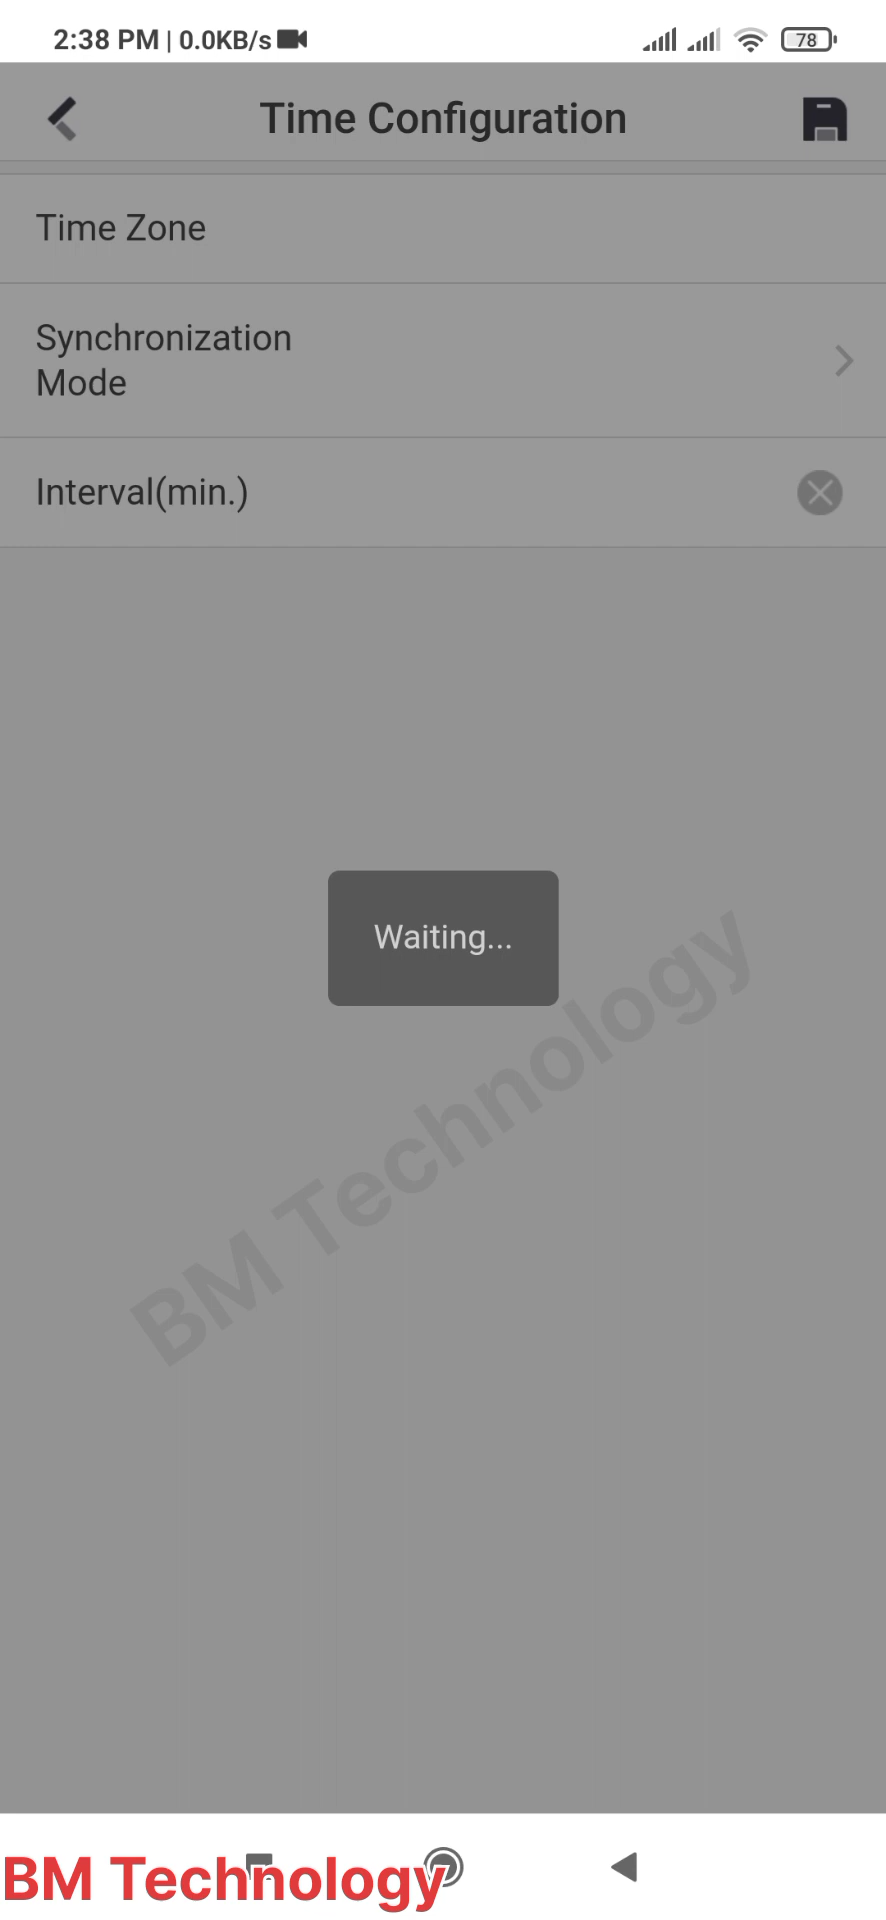 2:38 PM | 0.0KB/s
78
Time Configuration
Time Zone
Synchronization
Mode
Interval(min.)
Waiting...
BM Technology
BM Technology